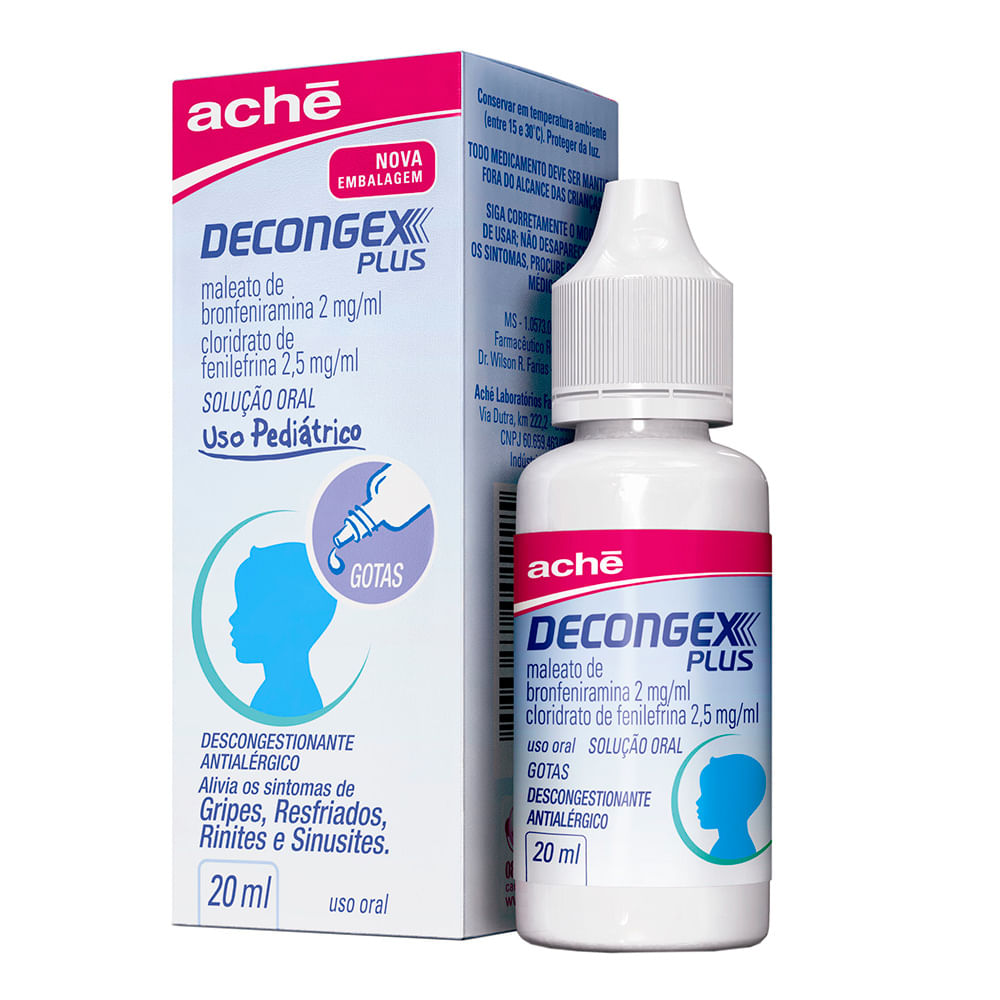 achē
NOVA
EMBALAGEM
DECONGEX
PLUS
maleato de
bronfeniramina 2 mg/ml
cloridrato de
fenilefrina 2,5 mg/ml
SOLUÇÃO ORAL
Uso Pediátrico
GOTAS
DESCONGESTIONANTE
ANTIALÉRGICO
Alivia os sintomas de
Gripes, Resfriados,
Rinites e Sinusites.
20 ml
uso oral
Conservar em temperatura ambiente
(entre 15 e 30°C). Proteger da luz.
TODO MEDICAMENTO DEVE SER
FORA DO ALCANCE DAS
SIGA CORRETAMENTE O
DE USAR; NÃO
OS SINTOMAS, PROCURE
MS - 1.0573.0
Farmacêutico
Dr. Wilson R. Farias
Aché Laboratórios
Via Dutra, km 222,2
CNPJ 60.659.463
achē
DECONGEX
PLUS
maleato de
bronfeniramina 2 mg/ml
cloridrato de fenilefrina 2,5 mg/ml
uso oral SOLUÇÃO ORAL
GOTAS
DESCONGESTIONANTE
ANTIALÉRGICO
20 ml